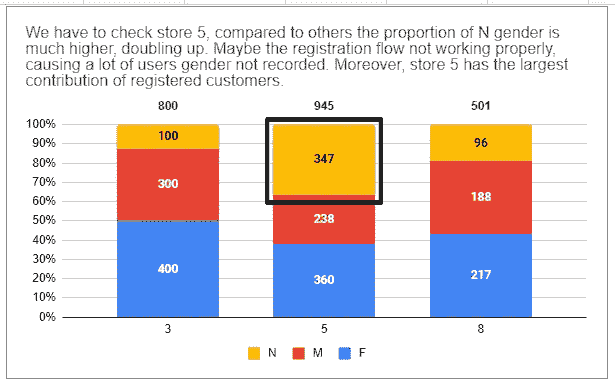 We have to check store 5, compared to others the proportion of N gender is
much higher, doubling up. Maybe the registration flow not working properly,
causing a lot of users gender not recorded. Moreover, store 5 has the largest
contribution of registered customers.
800 945 501
100%
90%
80%
70%
60%
50%
40%
30%
20%
10%
0%
100 347 96
300 238 188
400 360 217
3 5 8
N M F